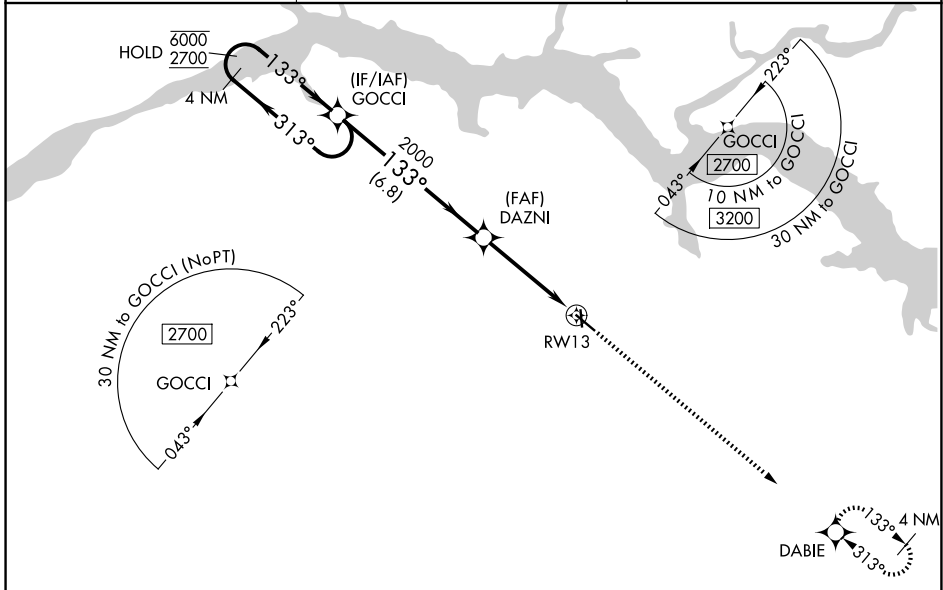 HOLD 6000
2700
4 NM
133°
313°
(IF/IAF)
GOCCI
2000
133°
(6.8)
(FAF)
DAZNI
RW13
223°
GOCCI
2700
043°
10 NM to GOCCI
3200
30 NM to GOCCI
30 NM to GOCCI (NoPT)
2700
223°
GOCCI
043°
133°
4 NM
313°
DABIE